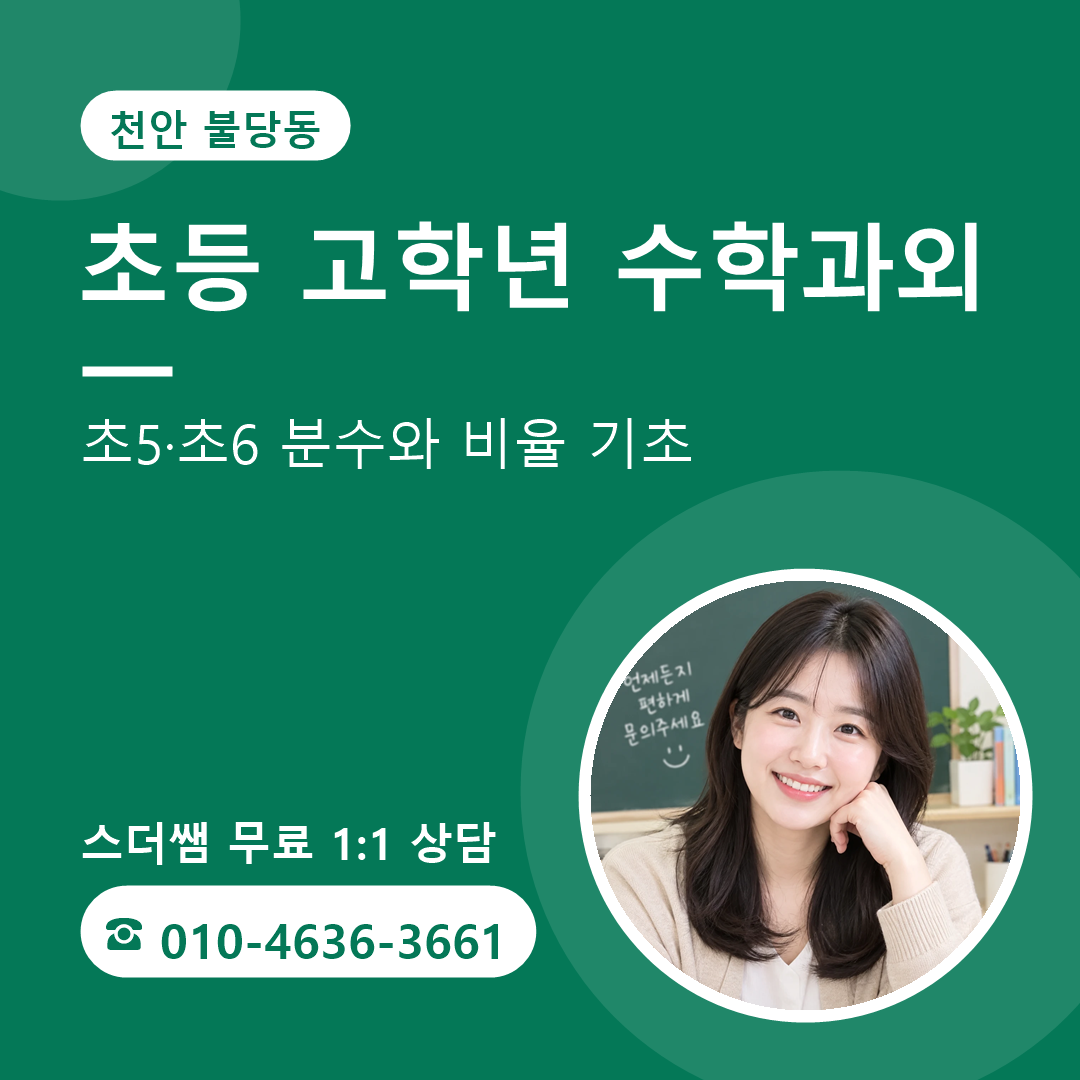 천안 불당동
초등 고학년 수학과외
초5·초6 분수와 비율 기초
언제든지
편하게
문의주세요
스더쌤 무료 1:1 상담
☎ 010-4636-3661